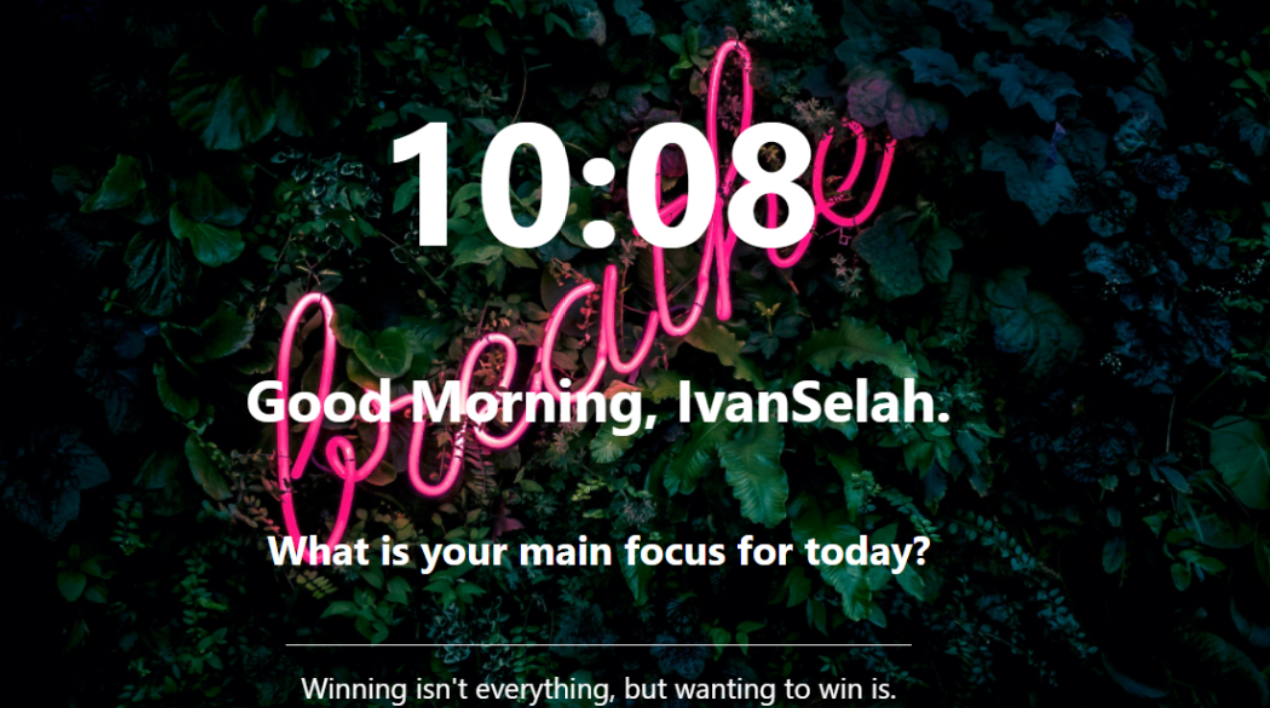 breathe
10:08
Good Morning, IvanSelah.
What is your main focus for today?
Winning isn't everything, but wanting to win is.